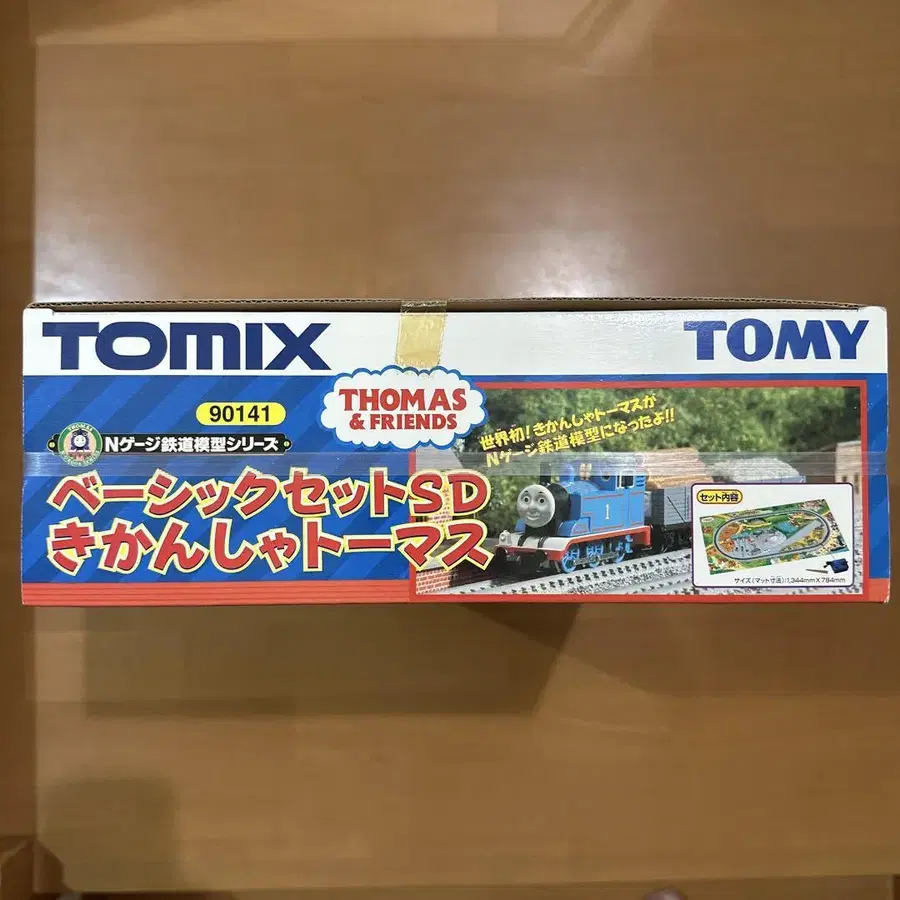 TOMIX
TOMY
90141
THOMAS
& FRIENDS
Nゲージ鉄道模型シリーズ
ベーシックセットSD
きかんしゃトーマス
世界初!きかんしゃトーマスが
Nゲージ鉄道模型になったよ!!
1
セット内容
サイズ(マット寸法):1,344mm×784mm